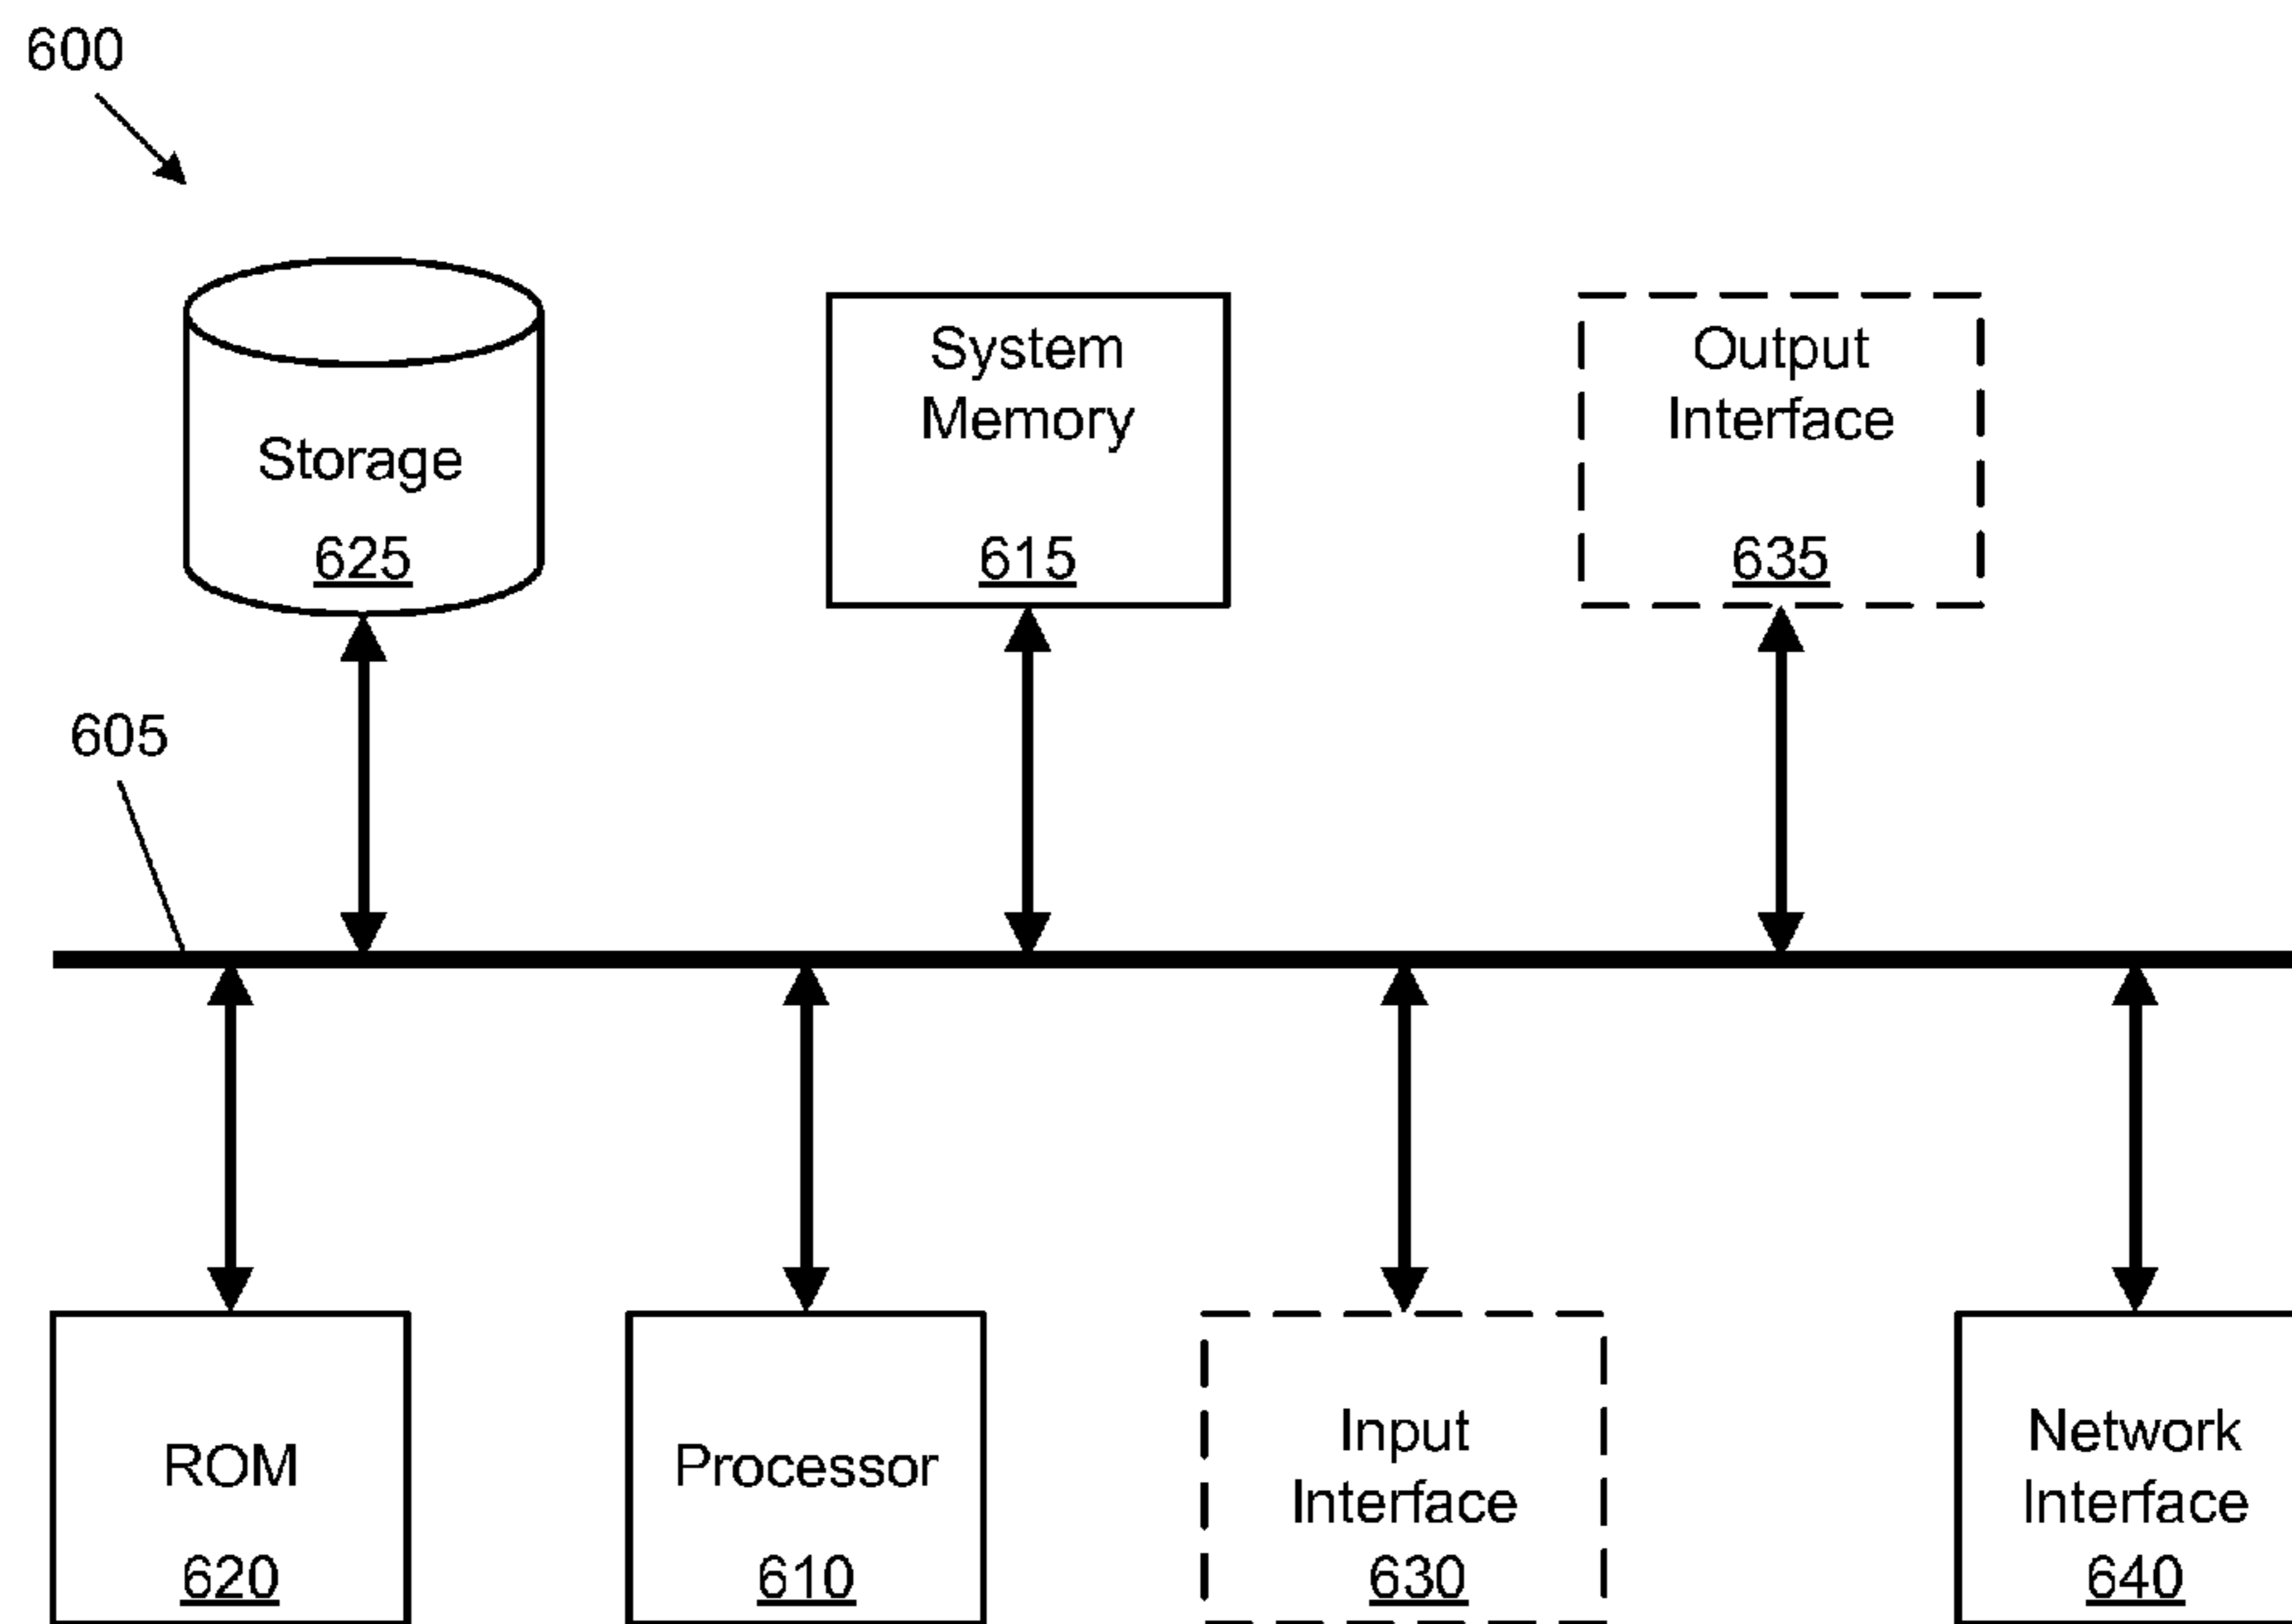 600
Storage
625
System
Memory
615
Output
Interface
635
605
ROM
620
Processor
610
Input
Interface
630
Network
Interface
640